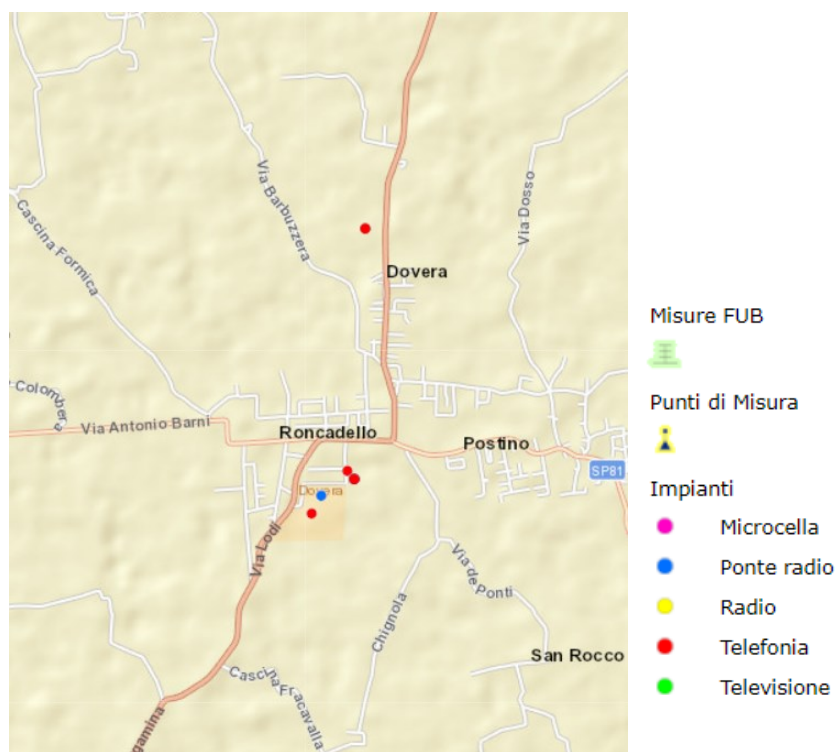 Via Barbuzzera
Via Dosso
Cascina Formica
Dovera
Colombera
Via Antonio Barni
Roncadello
Postino
SP81
Dovera
Via Lodi
Via de Ponti
Chignola
San Rocco
Cascina Fracavalla
gamina
Misure FUB
Punti di Misura
Impianti
Microcella
Ponte radio
Radio
Telefonia
Televisione